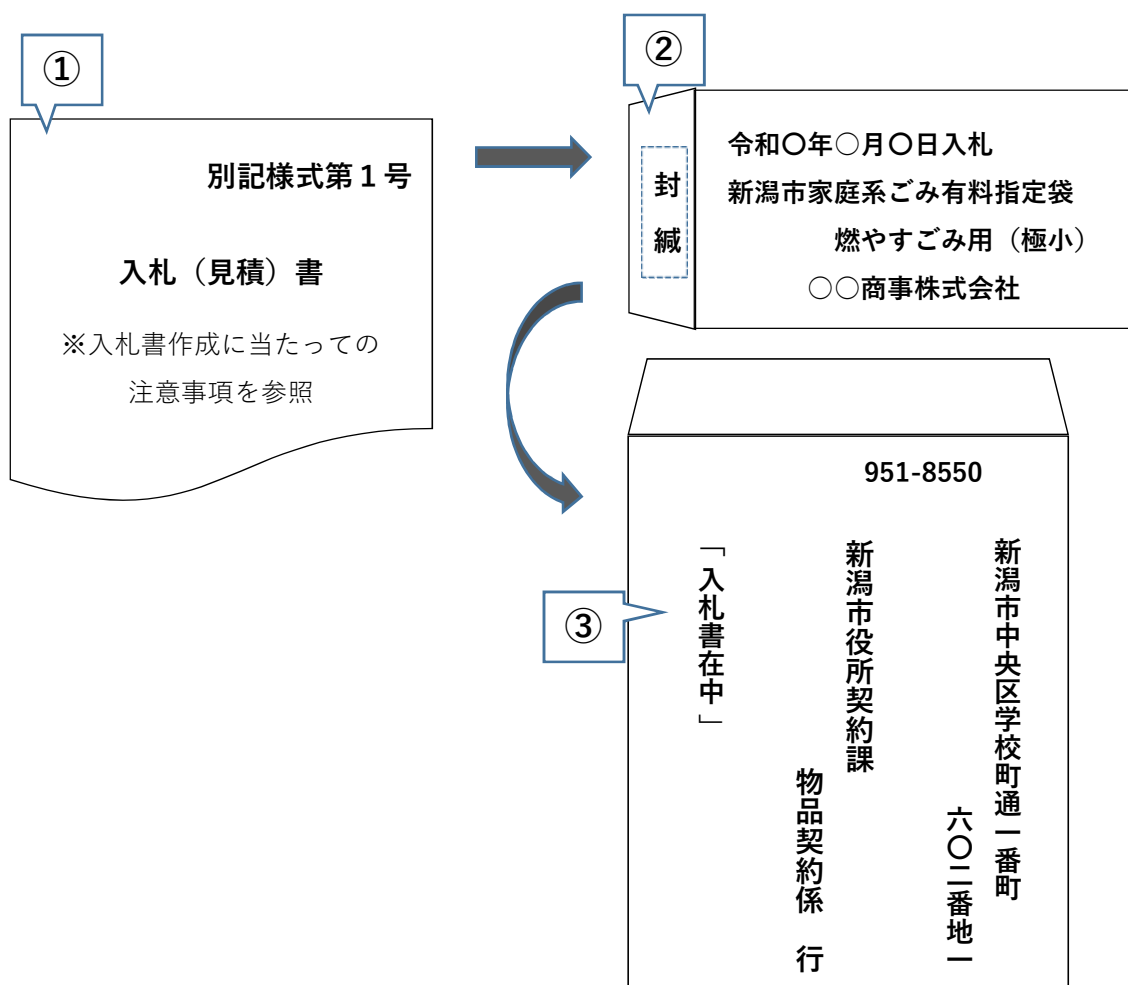 ①
別記様式第１号
入札（見積）書
※入札書作成に当たっての
注意事項を参照
②
封緘
令和〇年○月〇日入札
新潟市家庭系ごみ有料指定袋
燃やすごみ用（極小）
○○商事株式会社
③
951-8550
新潟市中央区学校町通一番町
六〇二番地一
新潟市役所契約課
物品契約係　行
「入札書在中」